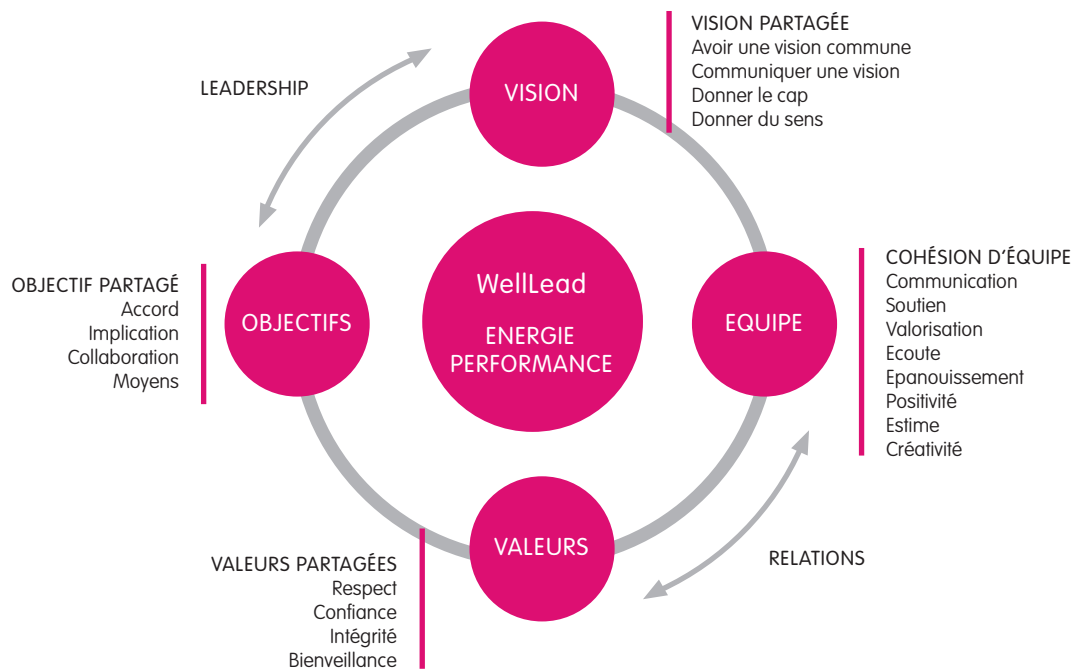 VISION PARTAGÉE
Avoir une vision commune
Communiquer une vision
Donner le cap
Donner du sens
LEADERSHIP
VISION
OBJECTIF PARTAGÉ
Accord
Implication
Collaboration
Moyens
OBJECTIFS
WellLead
ENERGIE
PERFORMANCE
EQUIPE
COHÉSION D'ÉQUIPE
Communication
Soutien
Valorisation
Ecoute
Epanouissement
Positivité
Estime
Créativité
VALEURS
RELATIONS
VALEURS PARTAGÉES
Respect
Confiance
Intégrité
Bienveillance